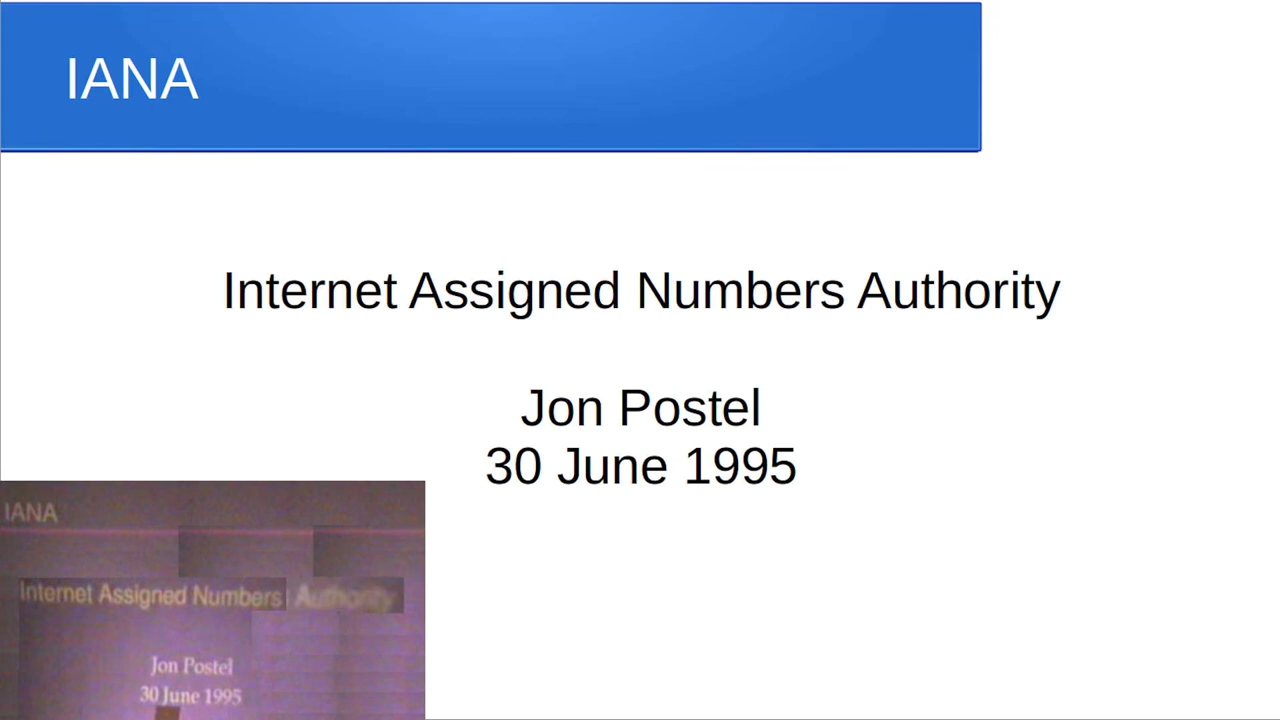 IANA
Internet Assigned Numbers Authority
Jon Postel
30 June 1995
IANA
Internet Assigned Numbers Authority
Jon Postel
30 June 1995